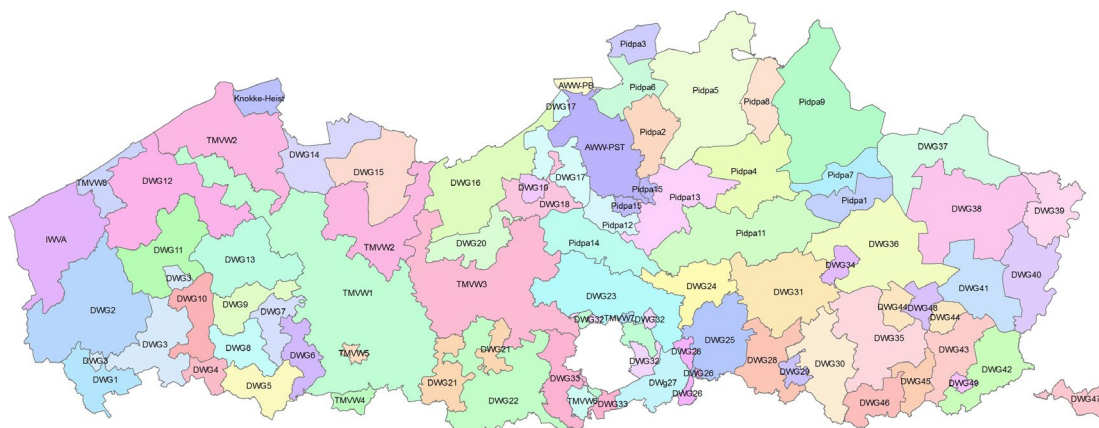 Pidpa3
Knokke-Heist
AWW-PB
Pidpa6
Pidpa5
Pidpa8
Pidpa9
DWG17
TMVW2
Pidpa2
AWW-PST
DWG14
DWG37
DWG15
Pidpa4
Pidpa7
TMVW8
DWG12
DWG16
DWG19
DWG17
Pidpa15
Pidpa13
Pidpa1
DWG18
Pidpa15
DWG38
DWG39
Pidpa12
IWVA
DWG11
TMVW2
DWG20
Pidpa14
Pidpa11
DWG36
DWG13
DWG34
DWG40
DWG3
DWG41
TMVW1
TMVW3
DWG24
DWG31
DWG10
DWG9
DWG23
DWG2
DWG7
DWG44
DWG48
DWG32
TMVW7
DWG32
DWG44
DWG3
DWG8
TMVW5
DWG21
DWG25
DWG35
DWG43
DWG3
DWG6
DWG32
DWG26
DWG28
DWG30
DWG1
DWG4
DWG5
DWG21
DWG33
DWg27
DWG26
DWG29
DWG45
DWG49
DWG42
TMVW4
DWG22
TMVW6
DWG33
DWG26
DWG46
DWG47